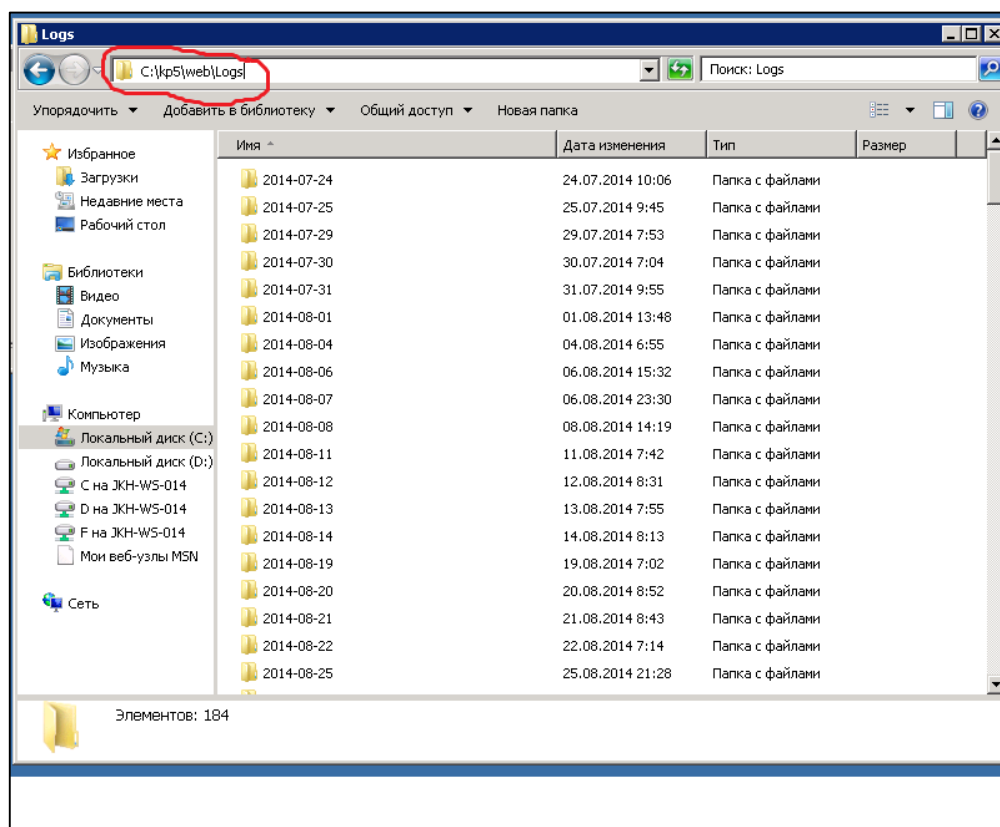 Logs
C:\kp5\web\Logs
Поиск: Logs
Упорядочить Добавить в библиотеку Общий доступ Новая папка
Избранное
Загрузки
Недавние места
Рабочий стол
Библиотеки
Видео
Документы
Изображения
Музыка
Компьютер
Локальный диск (C:)
Локальный диск (D:)
C на JKH-WS-014
D на JKH-WS-014
F на JKH-WS-014
Мои веб-узлы MSN
Сеть
Имя Дата изменения Тип Размер
2014-07-24 24.07.2014 10:06 Папка с файлами
2014-07-25 25.07.2014 9:45 Папка с файлами
2014-07-29 29.07.2014 7:53 Папка с файлами
2014-07-30 30.07.2014 7:04 Папка с файлами
2014-07-31 31.07.2014 9:55 Папка с файлами
2014-08-01 01.08.2014 13:48 Папка с файлами
2014-08-04 04.08.2014 6:55 Папка с файлами
2014-08-06 06.08.2014 15:32 Папка с файлами
2014-08-07 06.08.2014 23:30 Папка с файлами
2014-08-08 08.08.2014 14:19 Папка с файлами
2014-08-11 11.08.2014 7:42 Папка с файлами
2014-08-12 12.08.2014 8:31 Папка с файлами
2014-08-13 13.08.2014 7:55 Папка с файлами
2014-08-14 14.08.2014 8:13 Папка с файлами
2014-08-19 19.08.2014 7:02 Папка с файлами
2014-08-20 20.08.2014 8:52 Папка с файлами
2014-08-21 21.08.2014 8:43 Папка с файлами
2014-08-22 22.08.2014 7:14 Папка с файлами
2014-08-25 25.08.2014 21:28 Папка с файлами
Элементов: 184